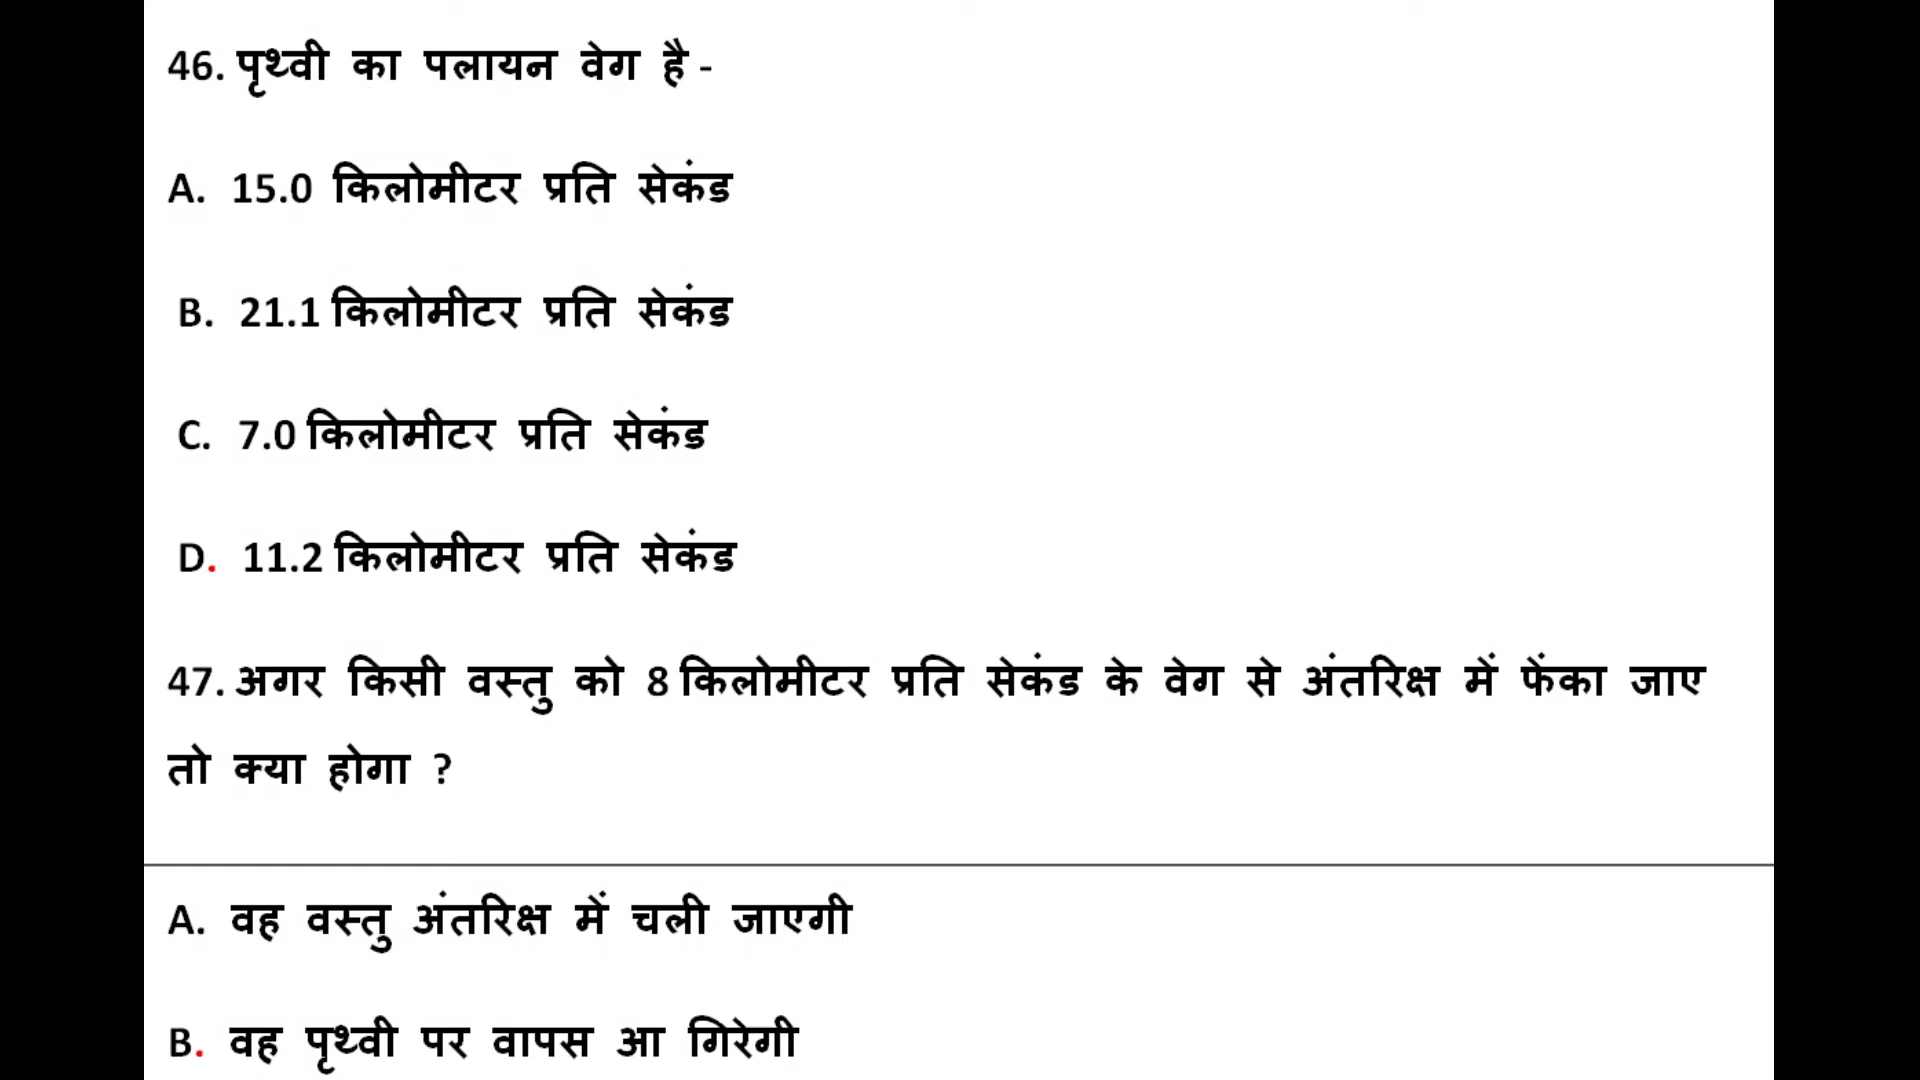 46. पृथ्वी का पलायन वेग है -
A. 15.0 किलोमीटर प्रति सेकंड
B. 21.1 किलोमीटर प्रति सेकंड
C. 7.0 किलोमीटर प्रति सेकंड
D. 11.2 किलोमीटर प्रति सेकंड
47. अगर किसी वस्तु को 8 किलोमीटर प्रति सेकंड के वेग से अंतरिक्ष में फेंका जाए
तो क्या होगा ?
A. वह वस्तु अंतरिक्ष में चली जाएगी
B. वह पृथ्वी पर वापस आ गिरेगी